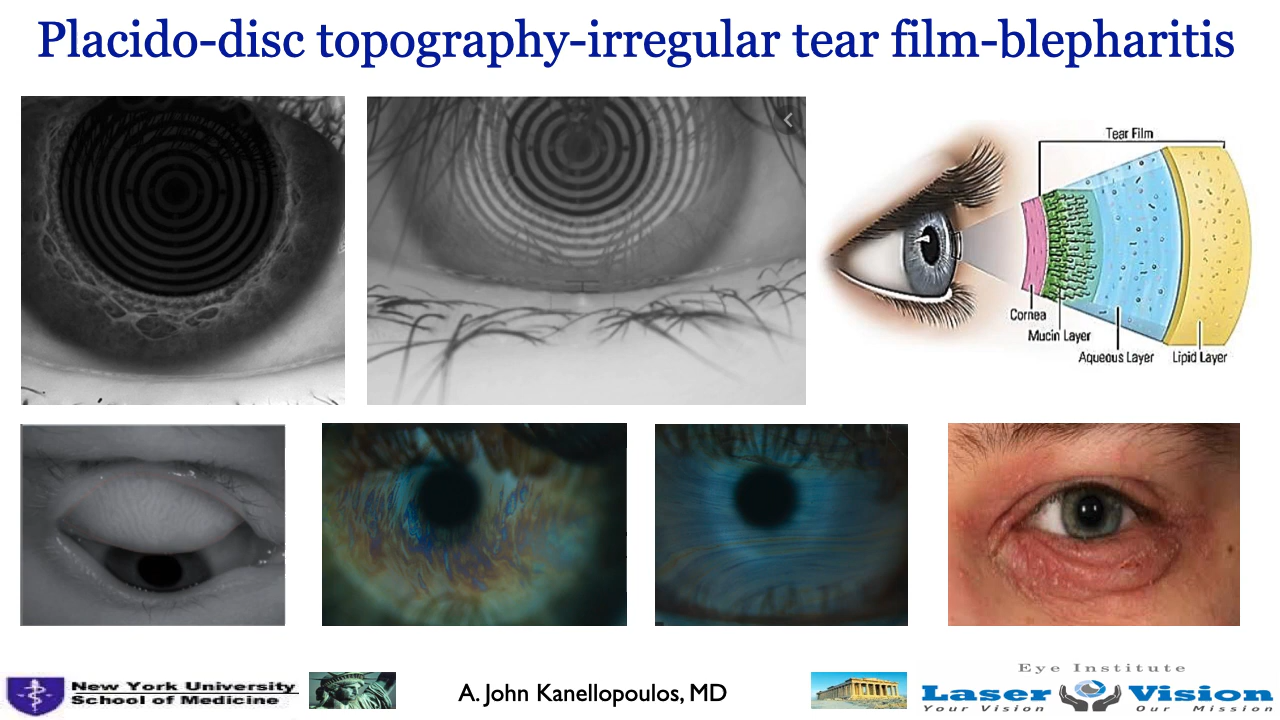 Placido-disc topography-irregular tear film-blepharitis
Tear Film
Cornea
Mucin Layer
Aqueous Layer
Lipid Layer
New York University
School of Medicine
A. John Kanellopoulos, MD
Eye Institute
Laser Vision
Your Vision Our Mission